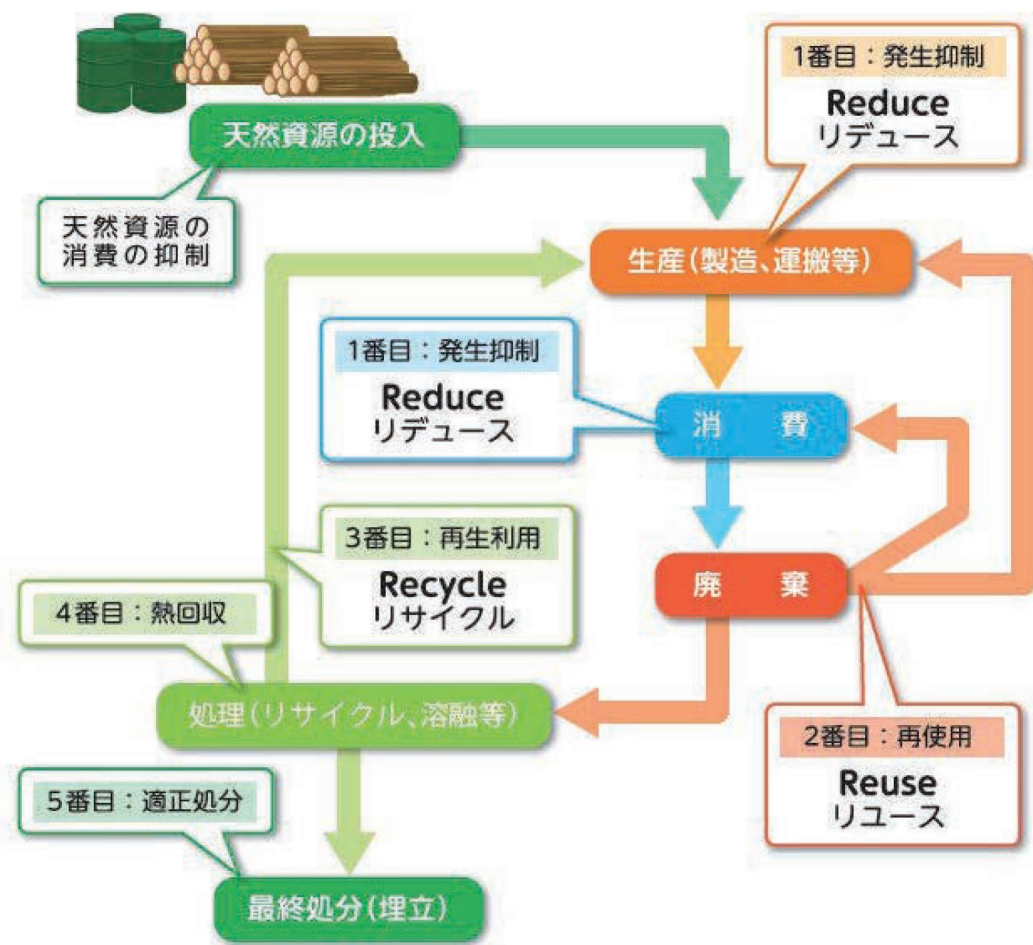 1番目：発生抑制
Reduce
リデュース
天然資源の投入
天然資源の
消費の抑制
生産(製造、運搬等)
1番目：発生抑制
Reduce
リデュース
消　費
3番目：再生利用
Recycle
リサイクル
廃　棄
4番目：熱回収
処理(リサイクル、溶融等)
2番目：再使用
Reuse
リユース
5番目：適正処分
最終処分(埋立)